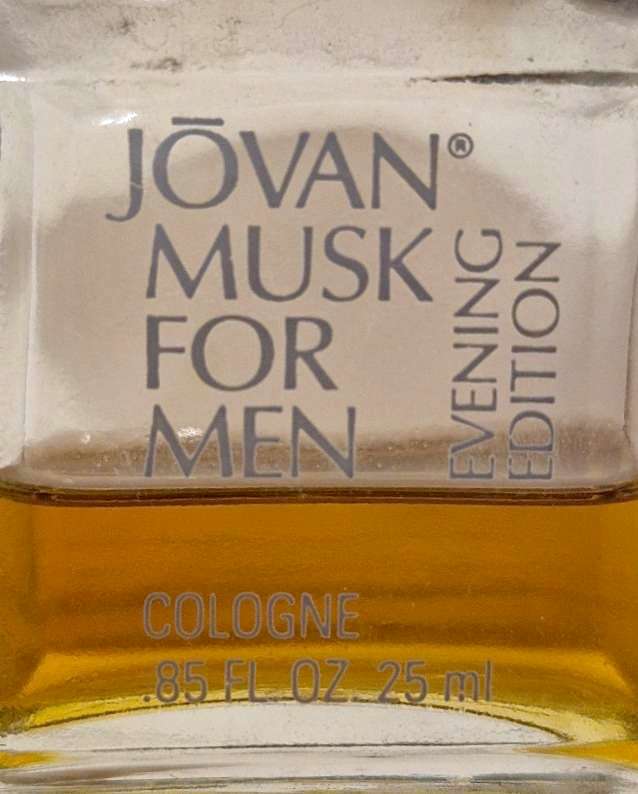 JŌVAN®
MUSK
FOR
MEN
EVENING
EDITION
COLOGNE
.85 FL. OZ. 25 ml